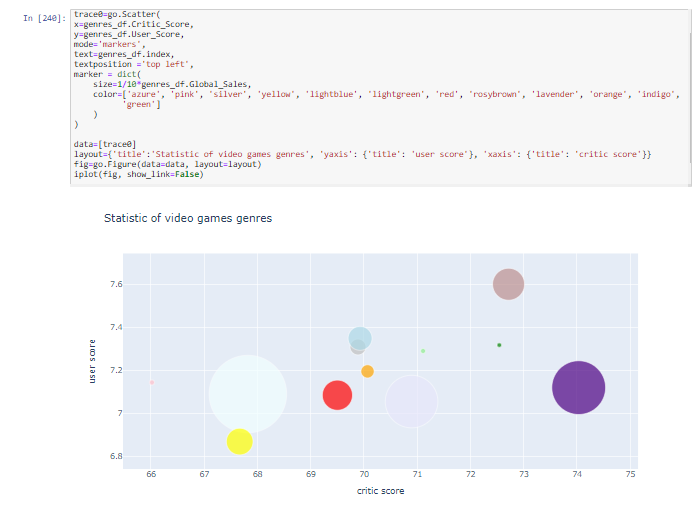 In [240]:
trace0=go.Scatter(
x=genres_df.Critic_Score,
y=genres_df.User_Score,
mode='markers',
text=genres_df.index,
textposition ='top left',
marker = dict(
size=1/10*genres_df.Global_Sales,
color=['azure', 'pink', 'silver', 'yellow', 'lightblue', 'lightgreen', 'red', 'rosybrown', 'lavender', 'orange', 'indigo',
'green']
)
)
data=[trace0]
layout={'title':'Statistic of video games genres', 'yaxis': {'title': 'user score'}, 'xaxis': {'title': 'critic score'}}
fig=go.Figure(data=data, layout=layout)
iplot(fig, show_link=False)
Statistic of video games genres
7.6
7.4
7.2
7
6.8
user score
66 67 68 69 70 71 72 73 74 75
critic score